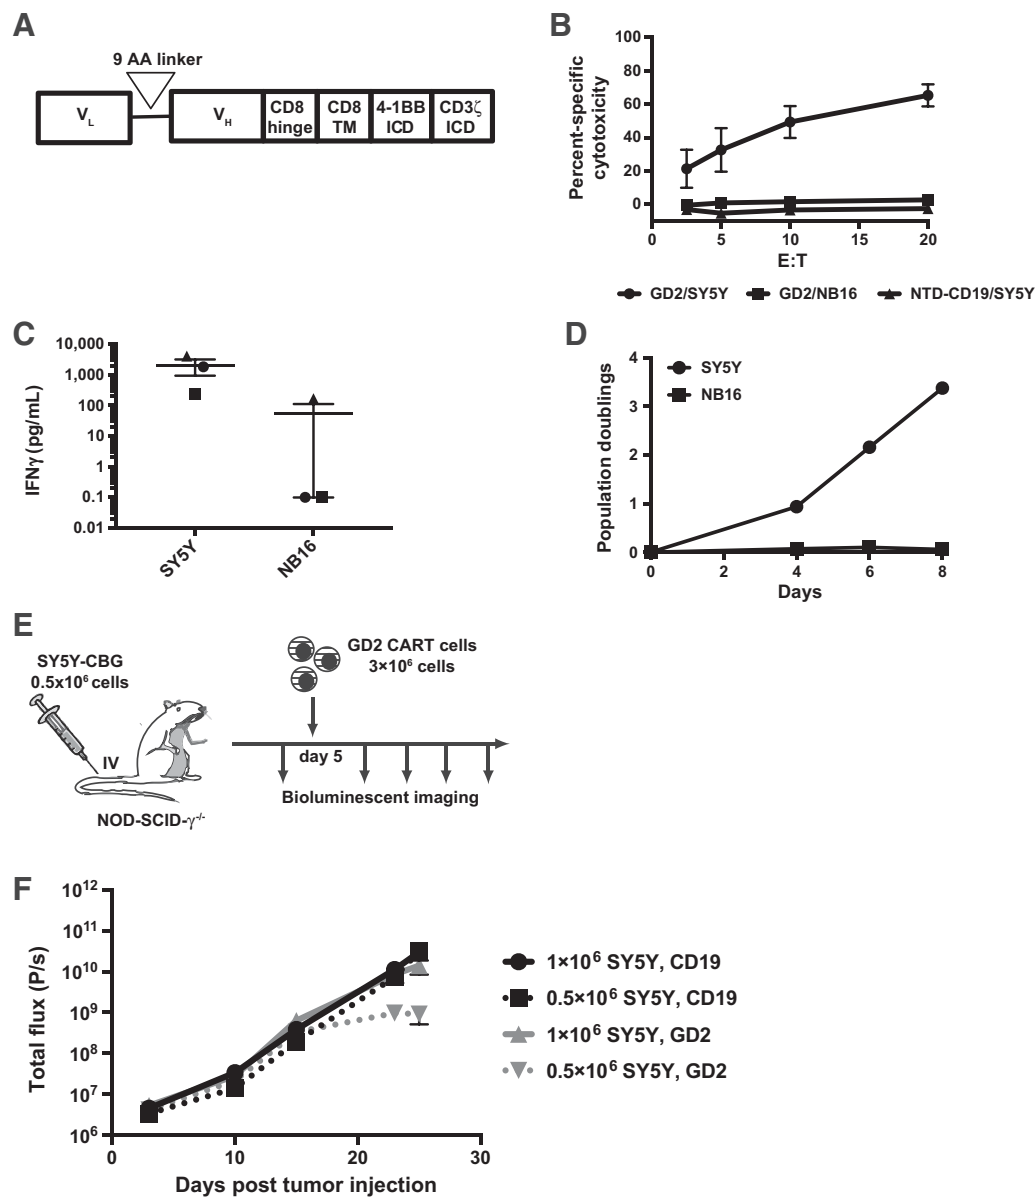 A
9 AA linker
V_L
V_H
CD8 hinge
CD8 TM
4-1BB ICD
CD3ζ ICD
B
Percent-specific cytotoxicity
100
80
60
40
20
0
0 5 10 15 20
E:T
GD2/SY5Y GD2/NB16 NTD-CD19/SY5Y
C
IFNγ (pg/mL)
10,000
1,000
100
10
1
0.1
0.01
SY5Y NB16
D
Population doublings
4
3
2
1
0
SY5Y
NB16
0 2 4 6 8
Days
E
SY5Y-CBG
0.5x10⁶ cells
IV
NOD-SCID-γ-/-
GD2 CART cells
3×10⁶ cells
day 5
Bioluminescent imaging
F
Total flux (P/s)
10¹²
10¹¹
10¹⁰
10⁹
10⁸
10⁷
10⁶
0 10 20 30
Days post tumor injection
1×10⁶ SY5Y, CD19
0.5×10⁶ SY5Y, CD19
1×10⁶ SY5Y, GD2
0.5×10⁶ SY5Y, GD2